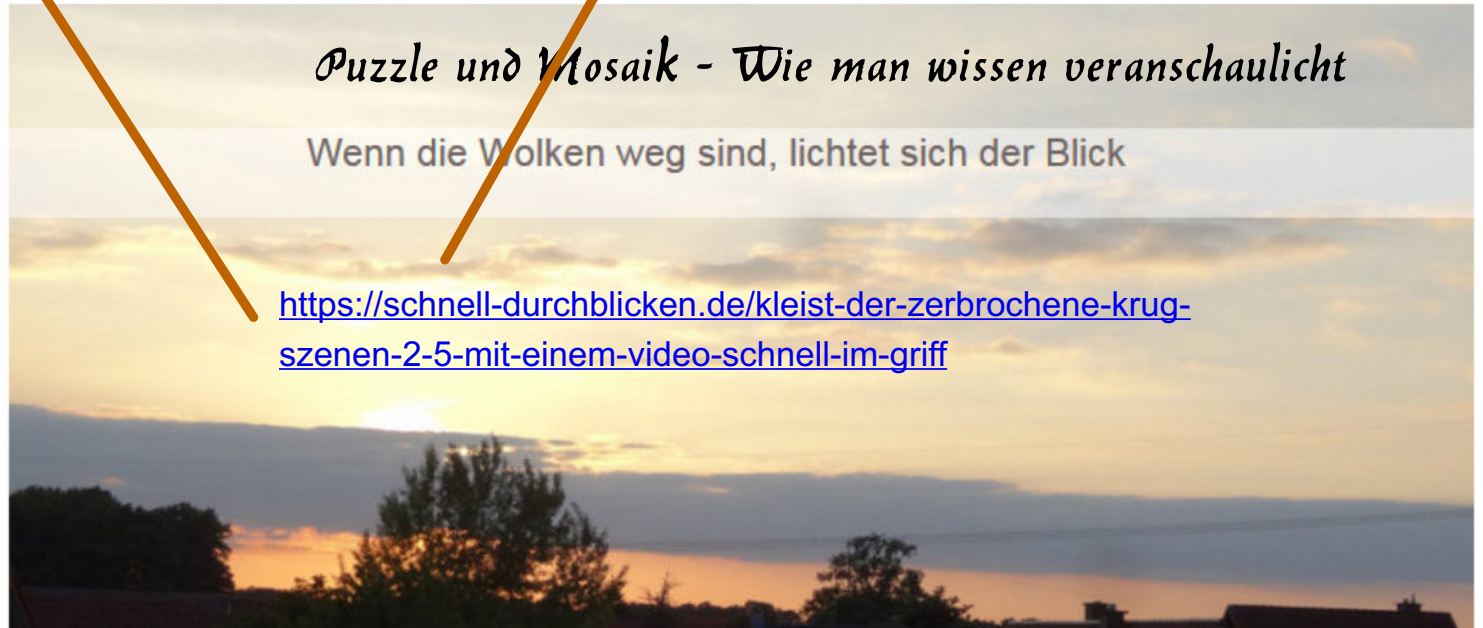 Puzzle und Mosaik - Wie man wissen veranschaulicht
Wenn die Wolken weg sind, lichtet sich der Blick
https://schnell-durchblicken.de/kleist-der-zerbrochene-krug-
szenen-2-5-mit-einem-video-schnell-im-griff